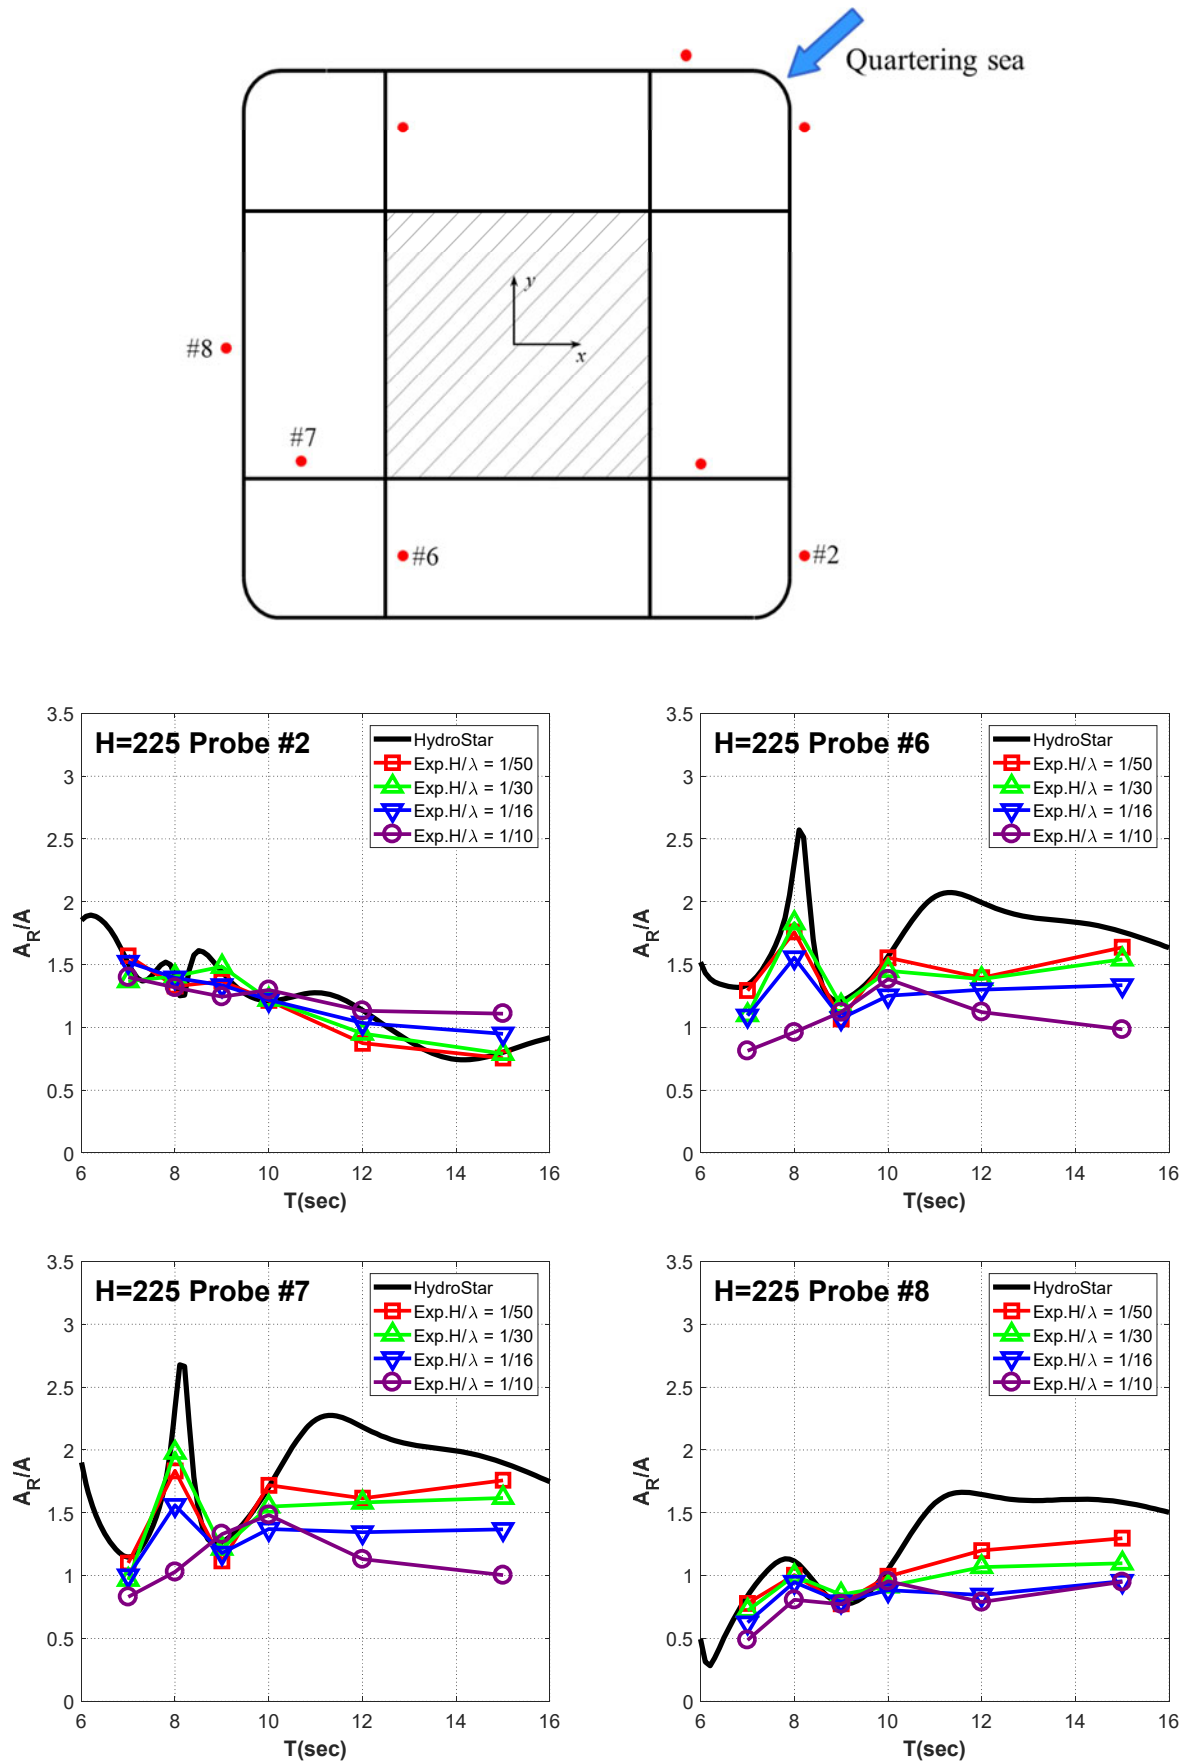 Quartering sea
y
x
#8
#7
#6
#2
H=225 Probe #2
HydroStar
Exp.H/λ = 1/50
Exp.H/λ = 1/30
Exp.H/λ = 1/16
Exp.H/λ = 1/10
3.5
3
2.5
2
1.5
1
0.5
0
A_R/A
6 8 10 12 14 16
T(sec)
H=225 Probe #6
HydroStar
Exp.H/λ = 1/50
Exp.H/λ = 1/30
Exp.H/λ = 1/16
Exp.H/λ = 1/10
3.5
3
2.5
2
1.5
1
0.5
0
A_R/A
6 8 10 12 14 16
T(sec)
H=225 Probe #7
HydroStar
Exp.H/λ = 1/50
Exp.H/λ = 1/30
Exp.H/λ = 1/16
Exp.H/λ = 1/10
3.5
3
2.5
2
1.5
1
0.5
0
A_R/A
6 8 10 12 14 16
T(sec)
H=225 Probe #8
HydroStar
Exp.H/λ = 1/50
Exp.H/λ = 1/30
Exp.H/λ = 1/16
Exp.H/λ = 1/10
3.5
3
2.5
2
1.5
1
0.5
0
A_R/A
6 8 10 12 14 16
T(sec)